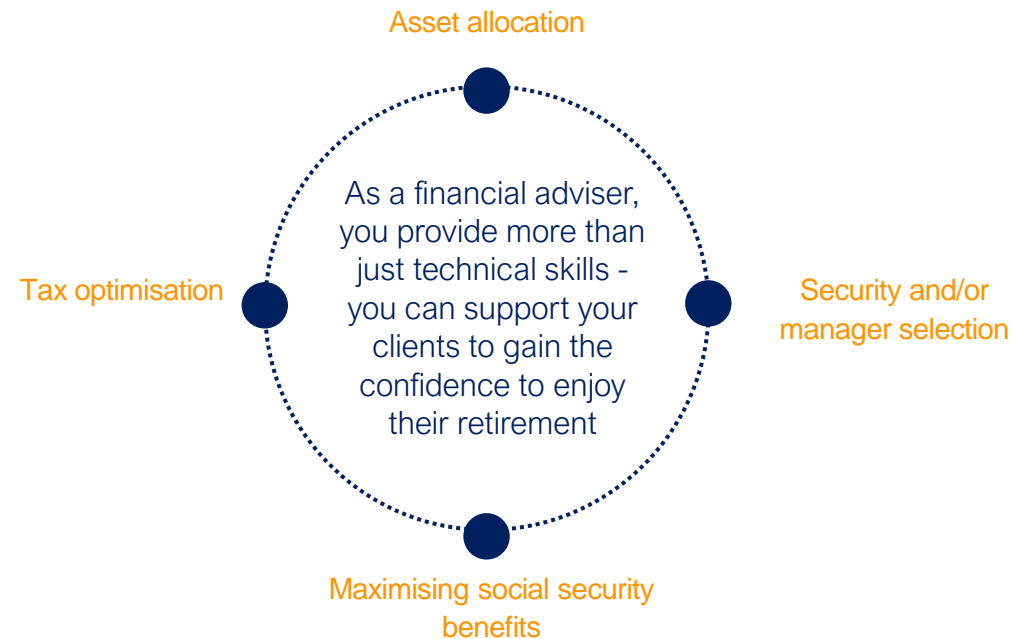 Asset allocation
As a financial adviser,
you provide more than
just technical skills -
you can support your
clients to gain the
confidence to enjoy
their retirement
Tax optimisation
Security and/or
manager selection
Maximising social security
benefits